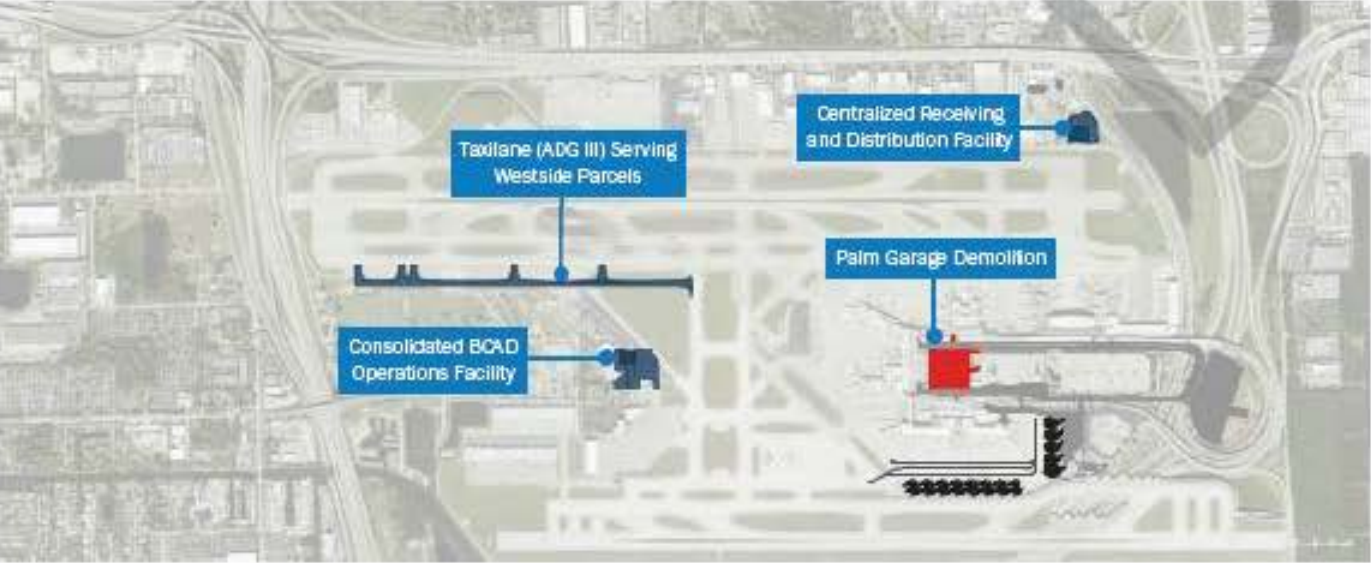 Centralized Receiving
and Distribution Facility
Taxilane (ADG III) Serving
Westside Parcels
Palm Garage Demolition
Consolidated BCAD
Operations Facility